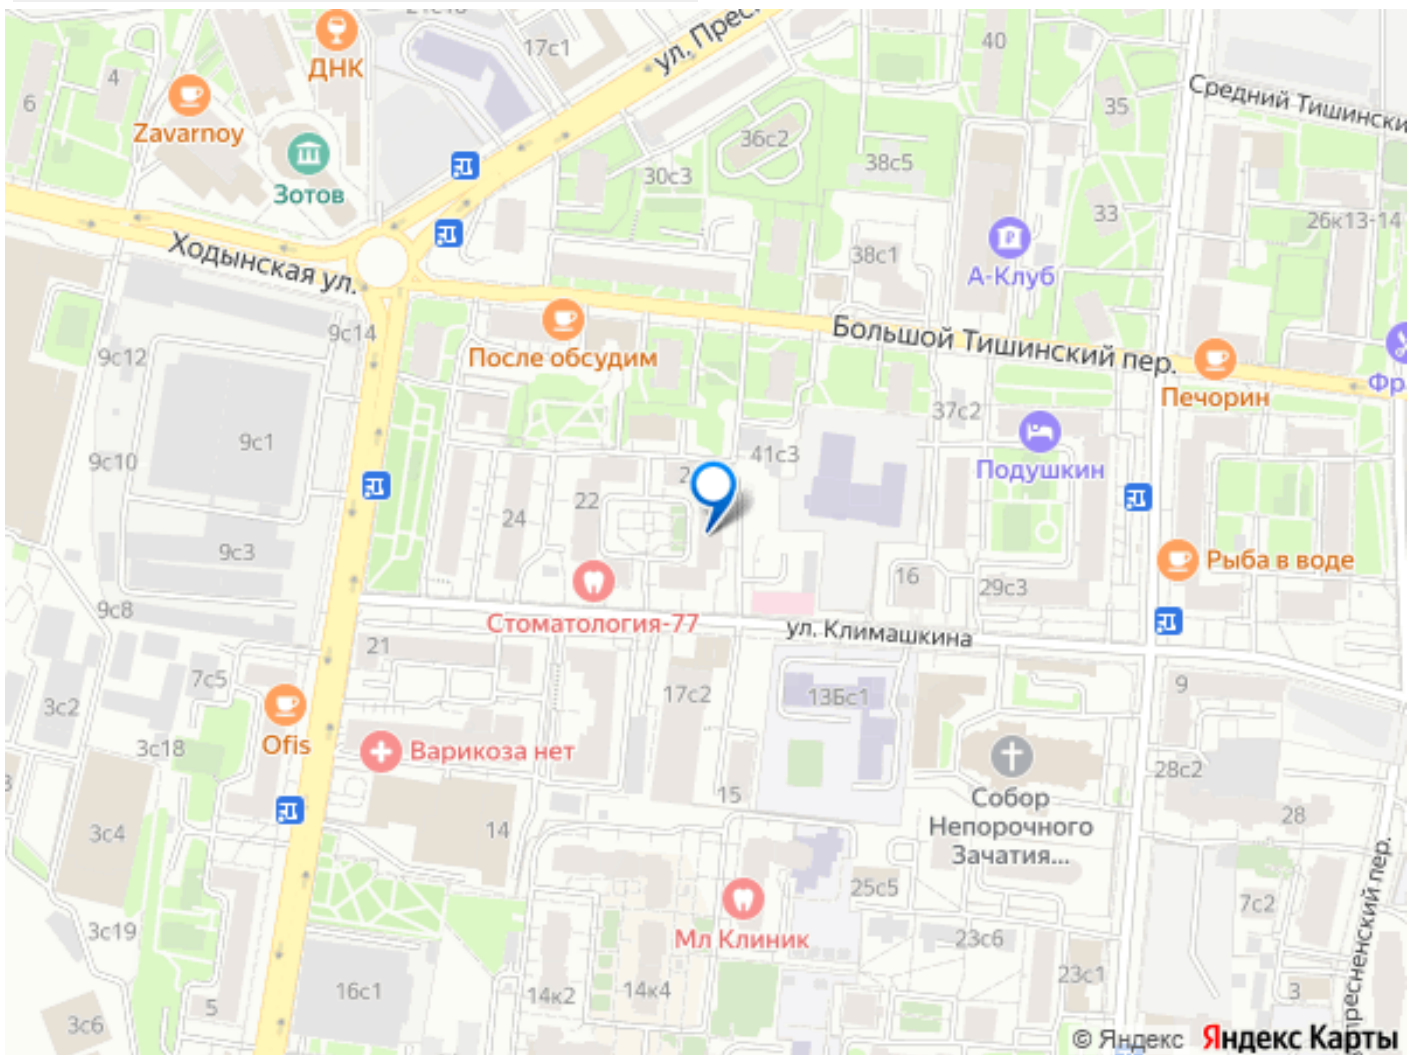 17с1
ул. Прес
40
ДНК
4
6
Zavarnoy
35
Средний Тишински
36с2
38с5
30с3
Зотов
33
26к13-14
Ходынская ул.
38с1
А-Клуб
9с14
Большой Тишинский пер.
9с12
После обсудим
Фр
Печорин
37с2
9с1
41с3
9с10
Подушкин
2
22
24
9с3
Рыба в воде
16
29с3
9с8
Стоматология-77
ул. Климашкина
21
7с5
17с2
13Бс1
9
3с2
3с18
Ofis
Варикоза нет
28с2
15
Собор
Непорочного
Зачатия...
28
3с4
14
25с5
7с2
3с19
Мл Клиник
23с6
23с1
пресненский пер.
16с1
14к2
14к4
3
5
3с6
© Яндекс Яндекс Карты